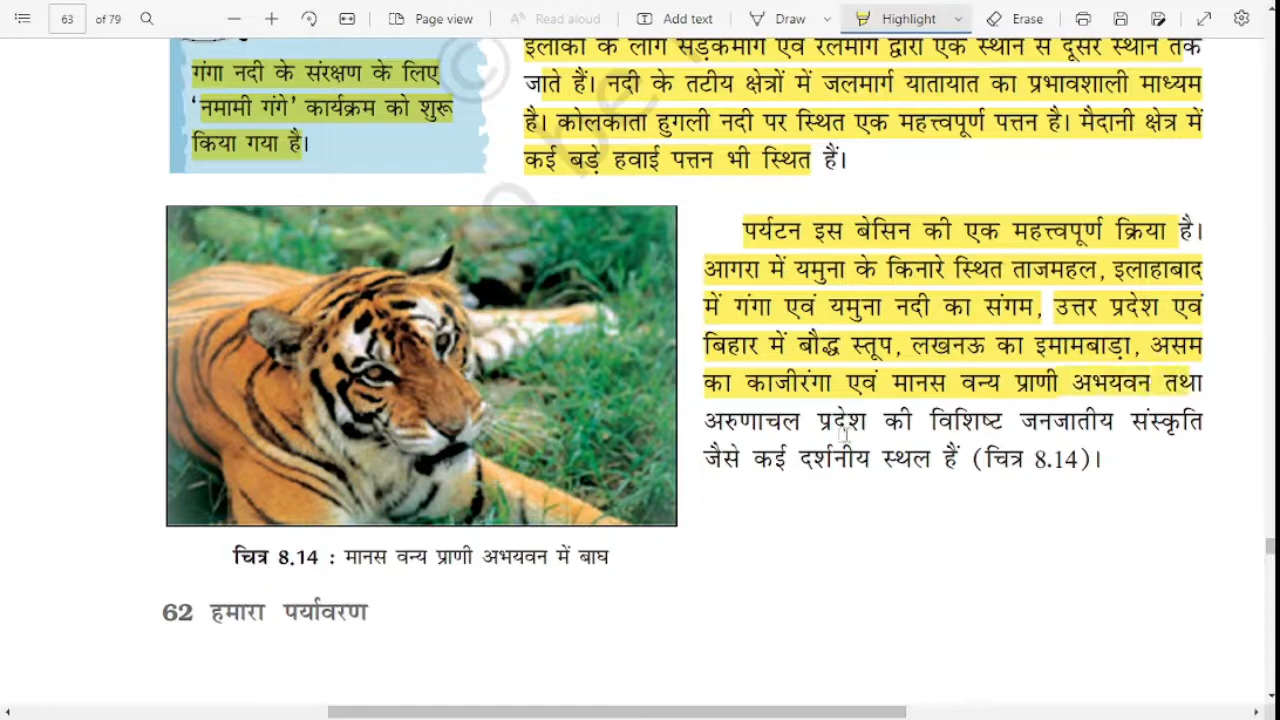 63 of 79 Page view Read aloud Add text Draw Highlight Erase
गंगा नदी के संरक्षण के लिए
‘नमामी गंगे’ कार्यक्रम को शुरू
किया गया है।
इलाकों के लोग सड़कमार्ग एवं रेलमार्ग द्वारा एक स्थान से दूसरे स्थान तक
जाते हैं। नदी के तटीय क्षेत्रों में जलमार्ग यातायात का प्रभावशाली माध्यम
है। कोलकाता हुगली नदी पर स्थित एक महत्त्वपूर्ण पत्तन है। मैदानी क्षेत्र में
कई बड़े हवाई पत्तन भी स्थित हैं।
पर्यटन इस बेसिन की एक महत्त्वपूर्ण क्रिया है।
आगरा में यमुना के किनारे स्थित ताजमहल, इलाहाबाद
में गंगा एवं यमुना नदी का संगम, उत्तर प्रदेश एवं
बिहार में बौद्ध स्तूप, लखनऊ का इमामबाड़ा, असम
का काजीरंगा एवं मानस वन्य प्राणी अभयवन तथा
अरुणाचल प्रदेश की विशिष्ट जनजातीय संस्कृति
जैसे कई दर्शनीय स्थल हैं (चित्र 8.14)।
चित्र 8.14 : मानस वन्य प्राणी अभयवन में बाघ
62 हमारा पर्यावरण